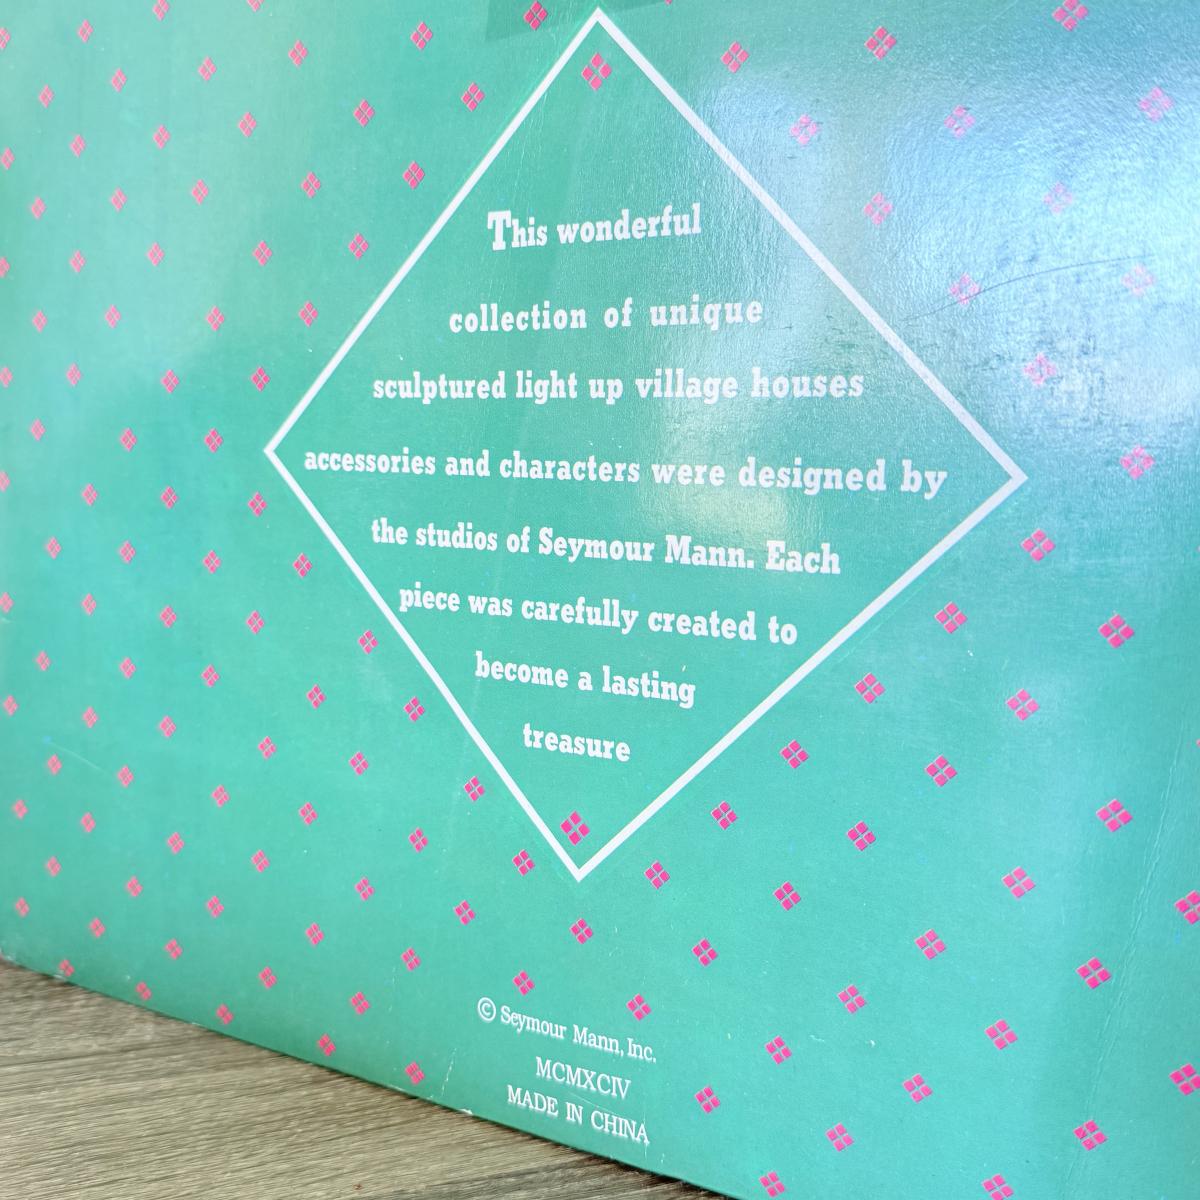 This wonderful
collection of unique
sculptured light up village houses
accessories and characters were designed by
the studios of Seymour Mann. Each
piece was carefully created to
become a lasting
treasure
© Seymour Mann, Inc.
MCMXCIV
MADE IN CHINA